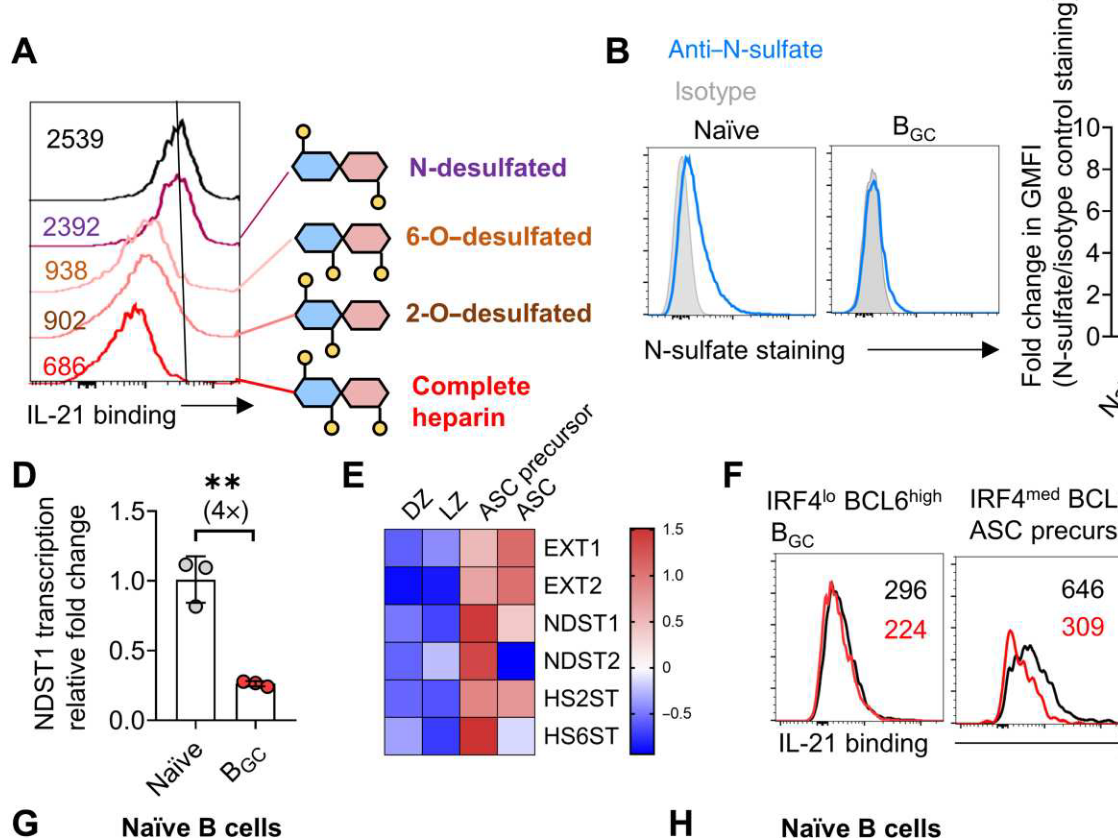 A
2539
2392
938
902
686
IL-21 binding
N-desulfated
6-O–desulfated
2-O–desulfated
Complete
heparin
B
Anti–N-sulfate
Isotype
Naïve
BGC
N-sulfate staining
Fold change in GMFI
(N-sulfate/isotype control staining
10
8
6
4
2
0
D
NDST1 transcription
relative fold change
**
(4×)
1.5
1.0
0.5
0.0
Naïve
BGC
E
DZ
LZ
ASC precursor
ASC
EXT1
EXT2
NDST1
NDST2
HS2ST
HS6ST
1.5
1.0
0.5
0
−0.5
F
IRF4lo BCL6high
BGC
296
224
IL-21 binding
IRF4med BCL
ASC precurs
646
309
G
Naïve B cells
H
Naïve B cells